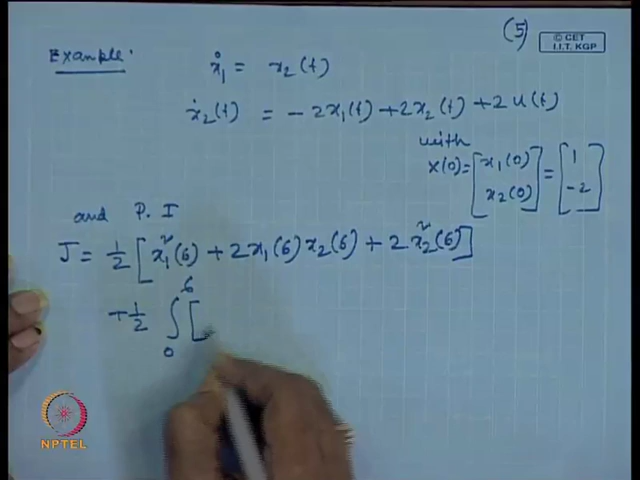 (5)
© CET
I.I.T. KGP
Example:
ẋ₁ = x₂(t)
ẋ₂(t) = - 2x₁(t) + 2x₂(t) + 2u(t)
with
X(0) = [x₁(0) x₂(0)] = [1 -2]
and P. I
J = 1/2 [x₁²(6) + 2x₁(6) x₂(6) + 2x₂²(6)]
+ 1/2 ∫₀⁶ [
NPTEL